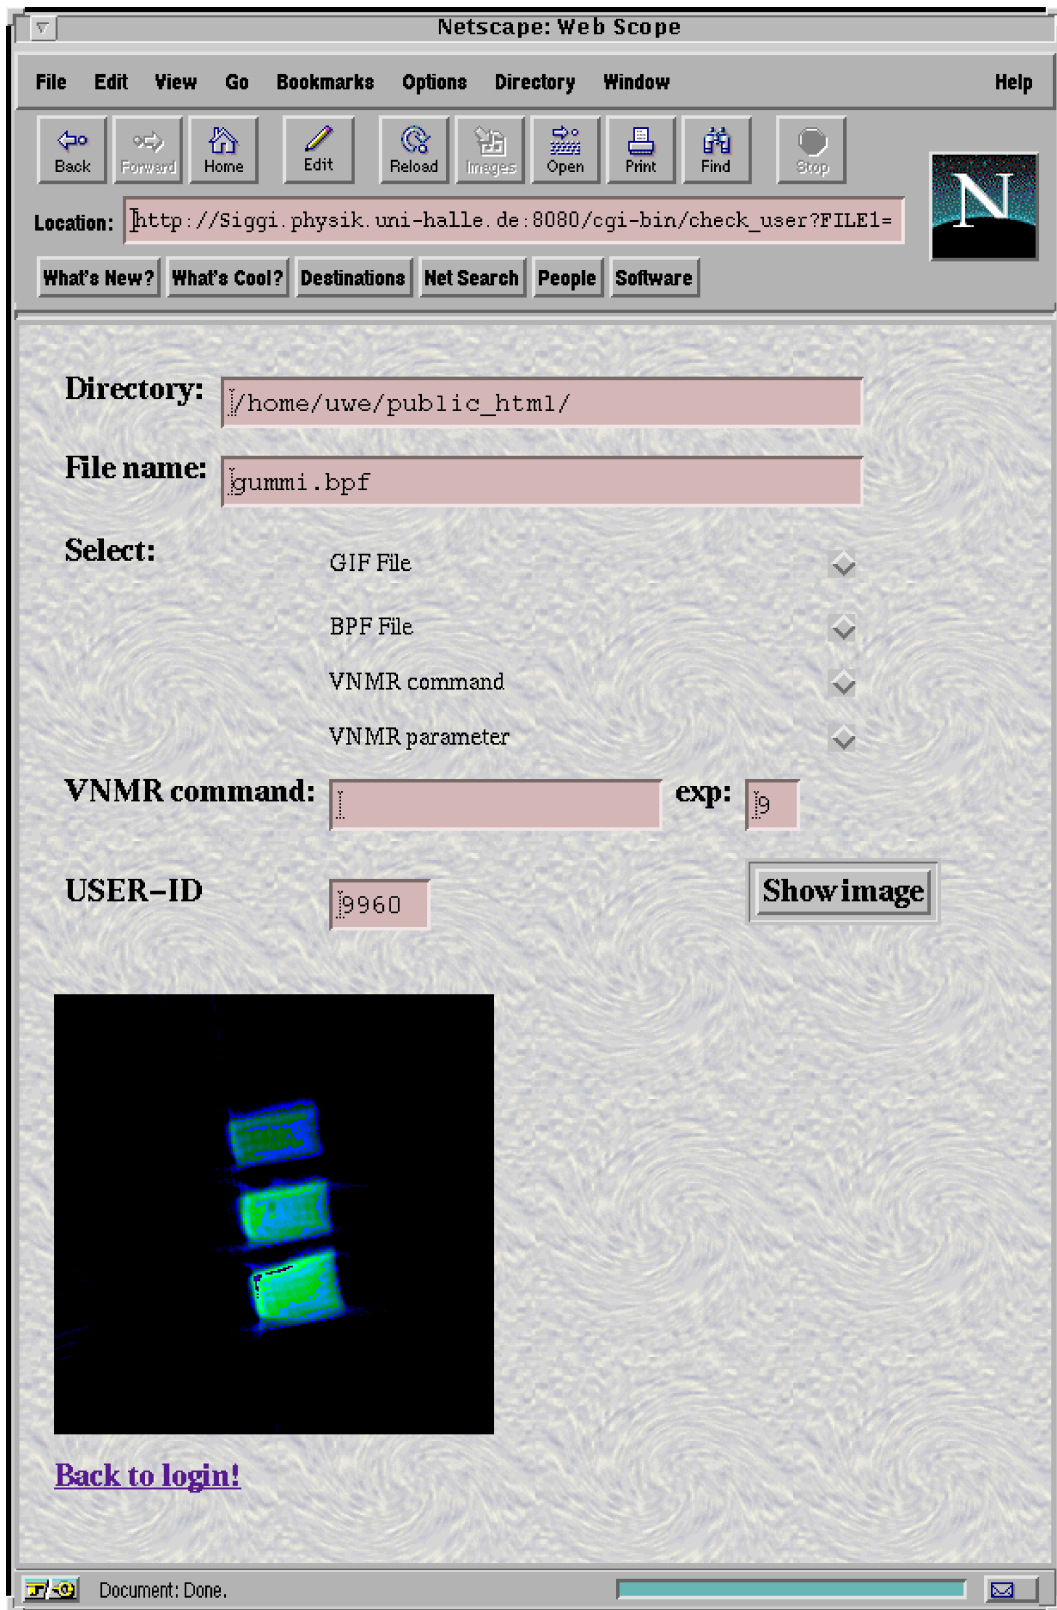 Netscape: Web Scope
File Edit View Go Bookmarks Options Directory Window Help
Back Forward Home Edit Reload Images Open Print Find Stop
N
Location: http://Siggi.physik.uni-halle.de:8080/cgi-bin/check_user?FILE1=
What's New? What's Cool? Destinations Net Search People Software
Directory: /home/uwe/public_html/
File name: gummi.bpf
Select: GIF File
BPF File
VNMR command
VNMR parameter
VNMR command: exp: 9
USER-ID 9960 Show image
Back to login!
Document: Done.